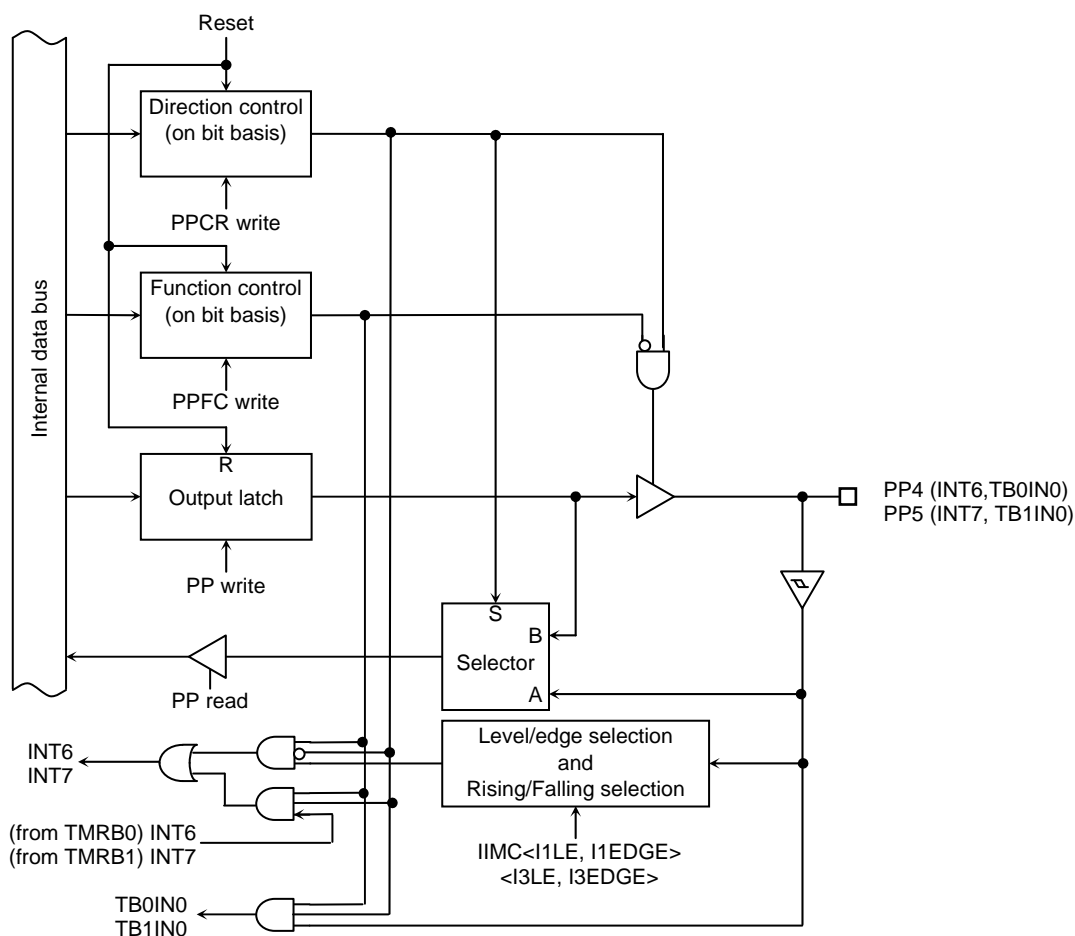 Reset
Direction control
(on bit basis)
PPCR write
Internal data bus
Function control
(on bit basis)
PPFC write
R
Output latch
PP write
PP4 (INT6,TB0IN0)
PP5 (INT7, TB1IN0)
S
B
Selector
A
PP read
Level/edge selection
and
Rising/Falling selection
INT6
INT7
(from TMRB0) INT6
(from TMRB1) INT7
IIMC<I1LE, I1EDGE>
<I3LE, I3EDGE>
TB0IN0
TB1IN0